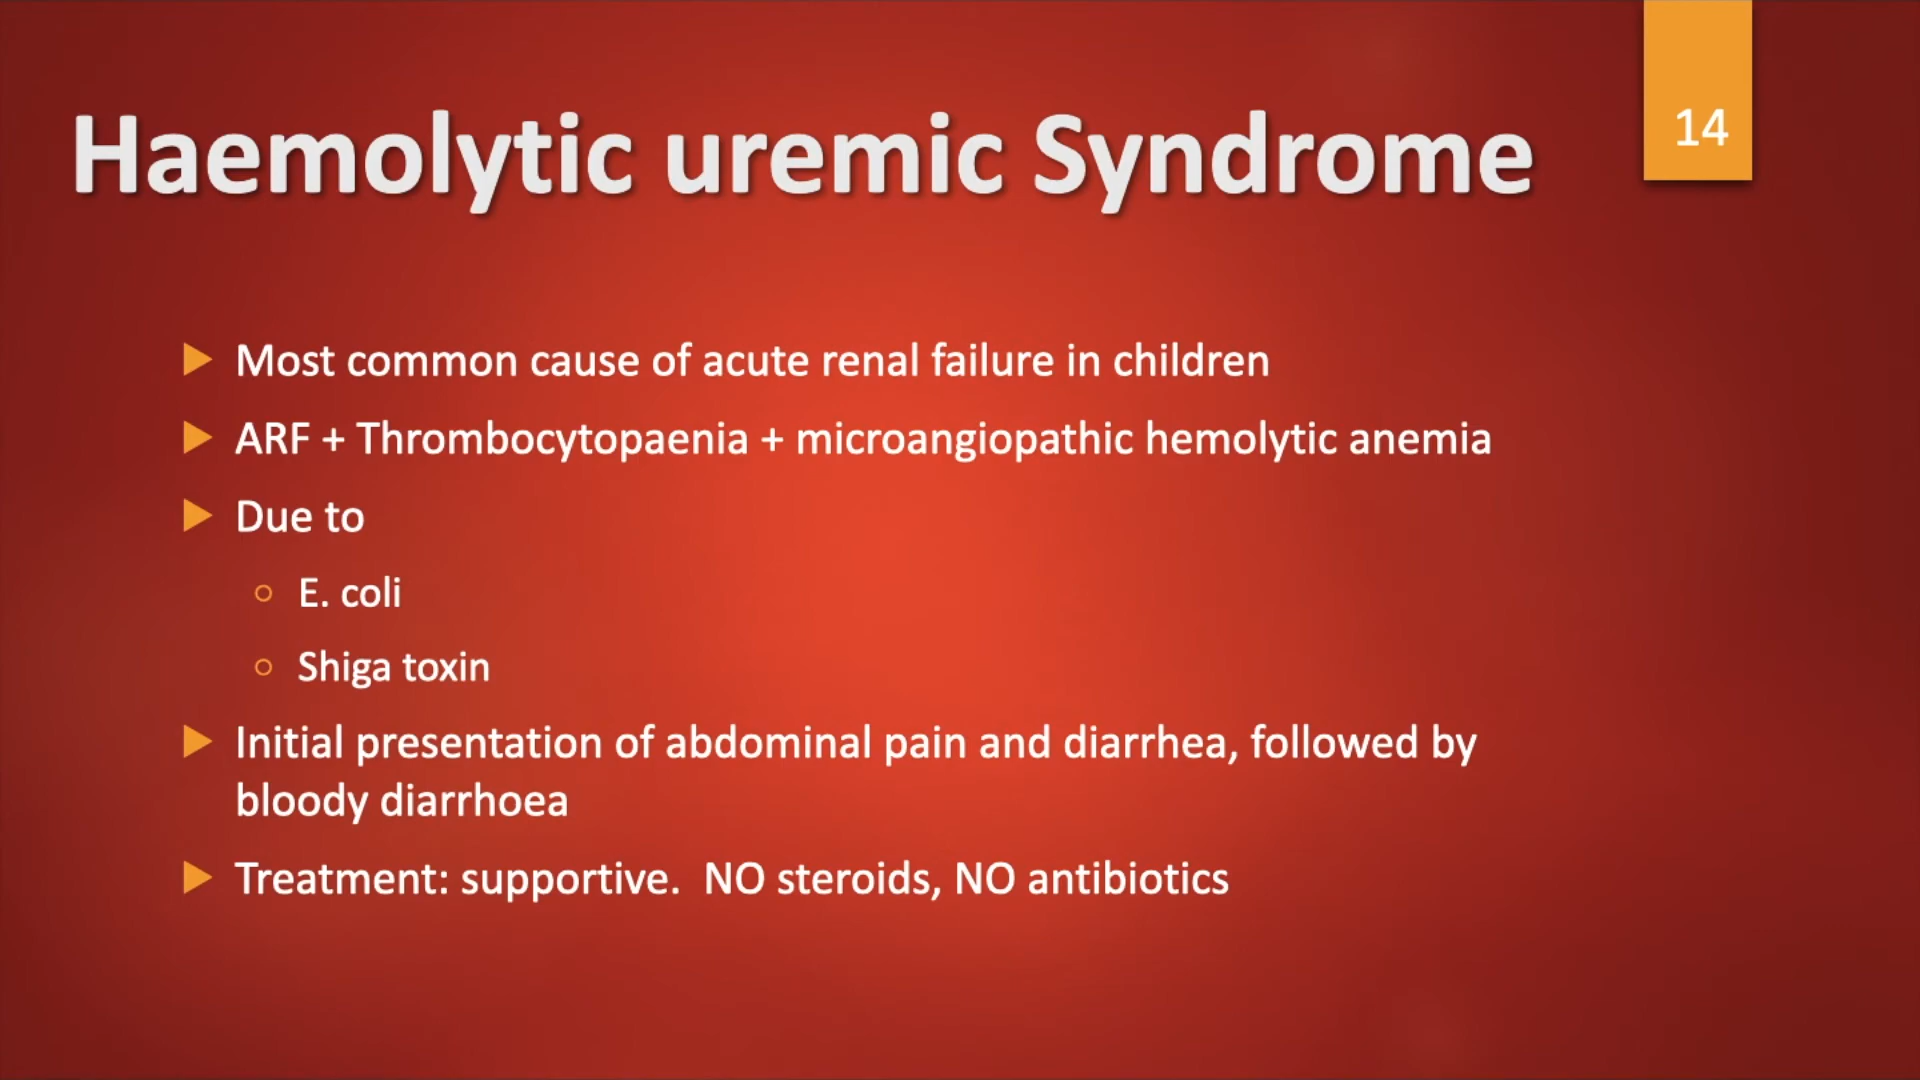 Haemolytic uremic Syndrome
14
Most common cause of acute renal failure in children
ARF + Thrombocytopaenia + microangiopathic hemolytic anemia
Due to
E. coli
Shiga toxin
Initial presentation of abdominal pain and diarrhea, followed by
bloody diarrhoea
Treatment: supportive.  NO steroids, NO antibiotics